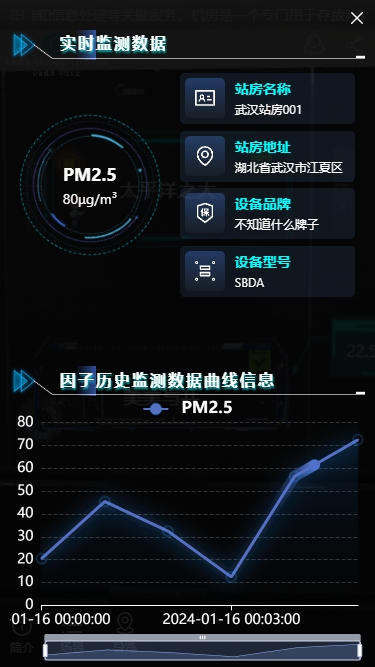 实时监测数据
站房名称
武汉站房001
PM2.5
80μg/m³
站房地址
湖北省武汉市江夏区
设备品牌
不知道什么牌子
设备型号
SBDA
22.5
因子历史监测数据曲线信息
PM2.5
80
70
60
50
40
30
20
10
0
01-16 00:00:00
2024-01-16 00:03:00
简介